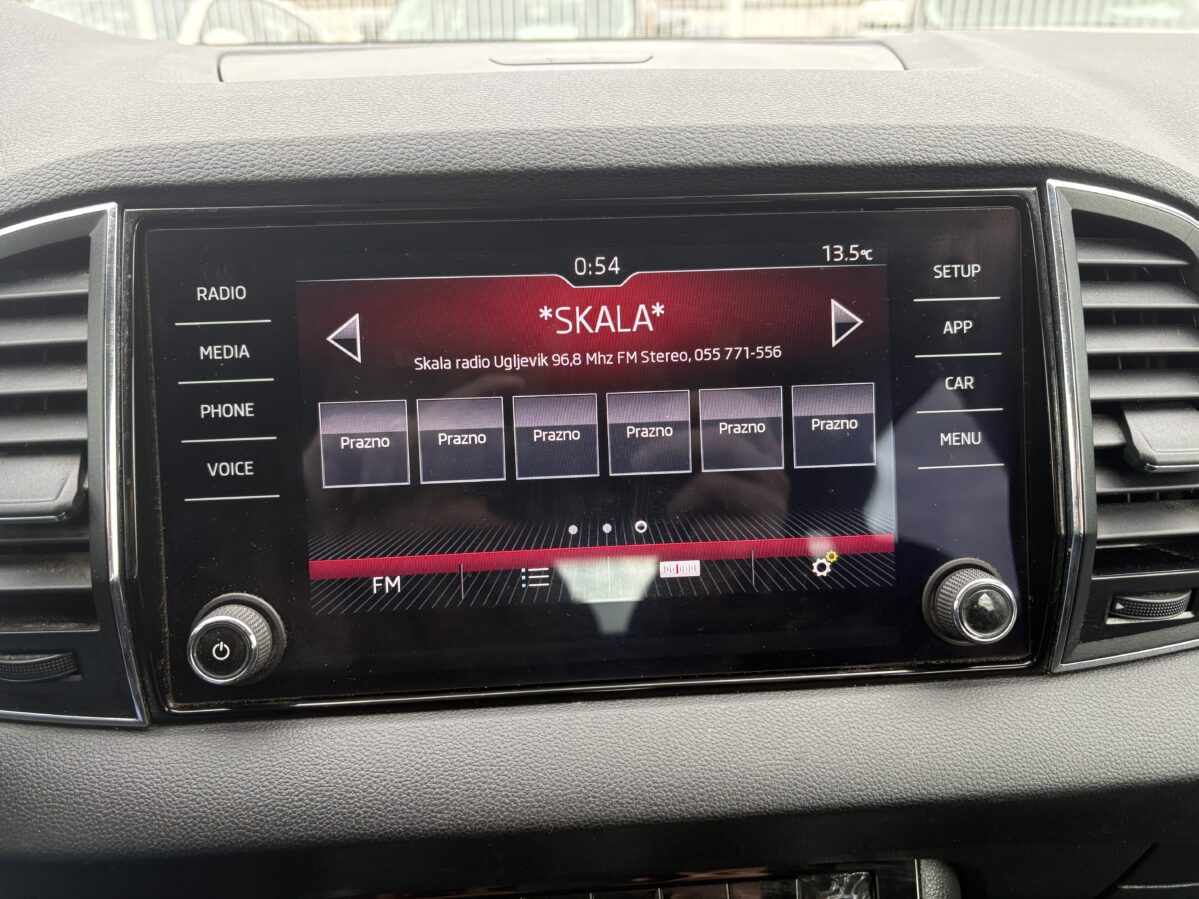 0:54
13.5°C
RADIO
MEDIA
PHONE
VOICE
*SKALA*
Skala radio Ugljevik 96,8 Mhz FM Stereo, 055 771-556
Prazno
Prazno
Prazno
Prazno
Prazno
Prazno
FM
SETUP
APP
CAR
MENU